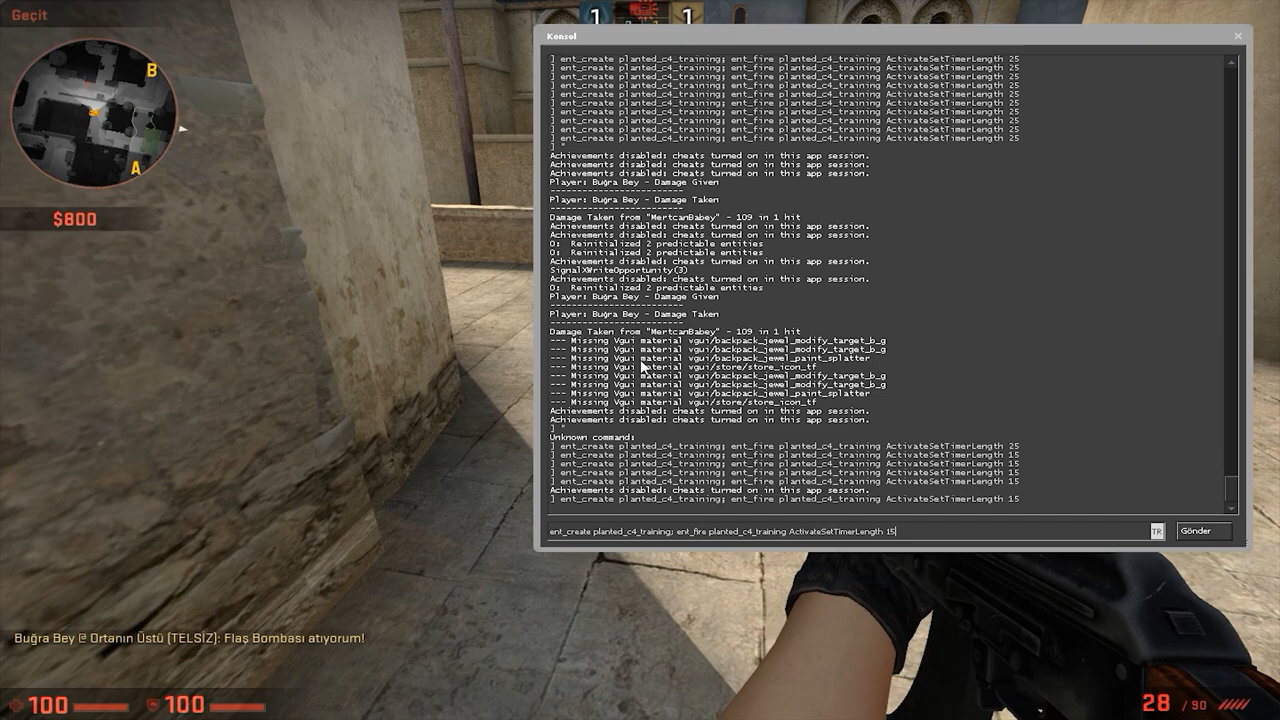 Geçit
1
1
B
A
$800
Konsol
] ent_create planted_c4_training; ent_fire planted_c4_training ActivateSetTimerLength 25
] ent_create planted_c4_training; ent_fire planted_c4_training ActivateSetTimerLength 25
] ent_create planted_c4_training; ent_fire planted_c4_training ActivateSetTimerLength 25
] ent_create planted_c4_training; ent_fire planted_c4_training ActivateSetTimerLength 25
] ent_create planted_c4_training; ent_fire planted_c4_training ActivateSetTimerLength 25
] ent_create planted_c4_training; ent_fire planted_c4_training ActivateSetTimerLength 25
] ent_create planted_c4_training; ent_fire planted_c4_training ActivateSetTimerLength 25
] ent_create planted_c4_training; ent_fire planted_c4_training ActivateSetTimerLength 25
] ent_create planted_c4_training; ent_fire planted_c4_training ActivateSetTimerLength 25
] ent_create planted_c4_training; ent_fire planted_c4_training ActivateSetTimerLength 25
] "
Achievements disabled: cheats turned on in this app session.
Achievements disabled: cheats turned on in this app session.
Achievements disabled: cheats turned on in this app session.
Player: Buğra Bey - Damage Given
-------------------------
Player: Buğra Bey - Damage Taken
-------------------------
Damage Taken from "MertcanBabey" - 109 in 1 hit
Achievements disabled: cheats turned on in this app session.
Achievements disabled: cheats turned on in this app session.
0:  Reinitialized 2 predictable entities
0:  Reinitialized 2 predictable entities
Achievements disabled: cheats turned on in this app session.
SignalXWriteOpportunity(3)
Achievements disabled: cheats turned on in this app session.
0:  Reinitialized 2 predictable entities
Player: Buğra Bey - Damage Given
-------------------------
Player: Buğra Bey - Damage Taken
-------------------------
Damage Taken from "MertcanBabey" - 109 in 1 hit
--- Missing Vgui material vgui/backpack_jewel_modify_target_b_g
--- Missing Vgui material vgui/backpack_jewel_modify_target_b_g
--- Missing Vgui material vgui/backpack_jewel_paint_splatter
--- Missing Vgui material vgui/store/store_icon_tf
--- Missing Vgui material vgui/backpack_jewel_modify_target_b_g
--- Missing Vgui material vgui/backpack_jewel_modify_target_b_g
--- Missing Vgui material vgui/backpack_jewel_paint_splatter
--- Missing Vgui material vgui/store/store_icon_tf
Achievements disabled: cheats turned on in this app session.
Achievements disabled: cheats turned on in this app session.
] "
Unknown command:
] ent_create planted_c4_training; ent_fire planted_c4_training ActivateSetTimerLength 25
] ent_create planted_c4_training; ent_fire planted_c4_training ActivateSetTimerLength 15
] ent_create planted_c4_training; ent_fire planted_c4_training ActivateSetTimerLength 15
] ent_create planted_c4_training; ent_fire planted_c4_training ActivateSetTimerLength 15
] ent_create planted_c4_training; ent_fire planted_c4_training ActivateSetTimerLength 15
Achievements disabled: cheats turned on in this app session.
] ent_create planted_c4_training; ent_fire planted_c4_training ActivateSetTimerLength 15
ent_create planted_c4_training; ent_fire planted_c4_training ActivateSetTimerLength 15
TR
Gönder
Buğra Bey @ Ortanın Üstü (TELSİZ): Flaş Bombası atıyorum!
100
100
28 / 90